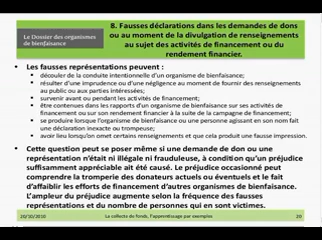 8. Fausses déclarations dans les demandes de dons
ou au moment de la divulgation de renseignements
au sujet des activités de financement ou du
rendement financier.
Le Dossier des organismes
de bienfaisance
• Les fausses représentations peuvent :
découler de la conduite intentionnelle d'un organisme de bienfaisance;
résulter d'une imprudence ou d'une négligence au moment de fournir des renseignements
au public ou aux parties intéressées;
survenir avant ou pendant les activités de financement;
être contenues dans les rapports d'un organisme de bienfaisance sur ses activités de
financement ou sur son rendement financier à la suite de la campagne de financement;
se produire lorsque l'organisme ou une personne agissant en son nom fait
une déclaration inexacte ou trompeuse;
avoir lieu lorsqu'on omet certains renseignements et que cela produit une fausse impression.
• Cette question peut se poser même si une demande de don ou une
représentation n'était ni illégale ni frauduleuse, à condition qu'un préjudice
suffisamment appréciable ait été causé. Le préjudice occasionné peut
comprendre la tromperie des donateurs actuels ou éventuels et le fait
d'affaiblir les efforts de financement d'autres organismes de bienfaisance.
L'ampleur du préjudice augmente selon la fréquence des fausses
représentations et du nombre de personnes qui en sont victimes.
20/10/2010 La collecte de fonds, l'apprentissage par exemples 20